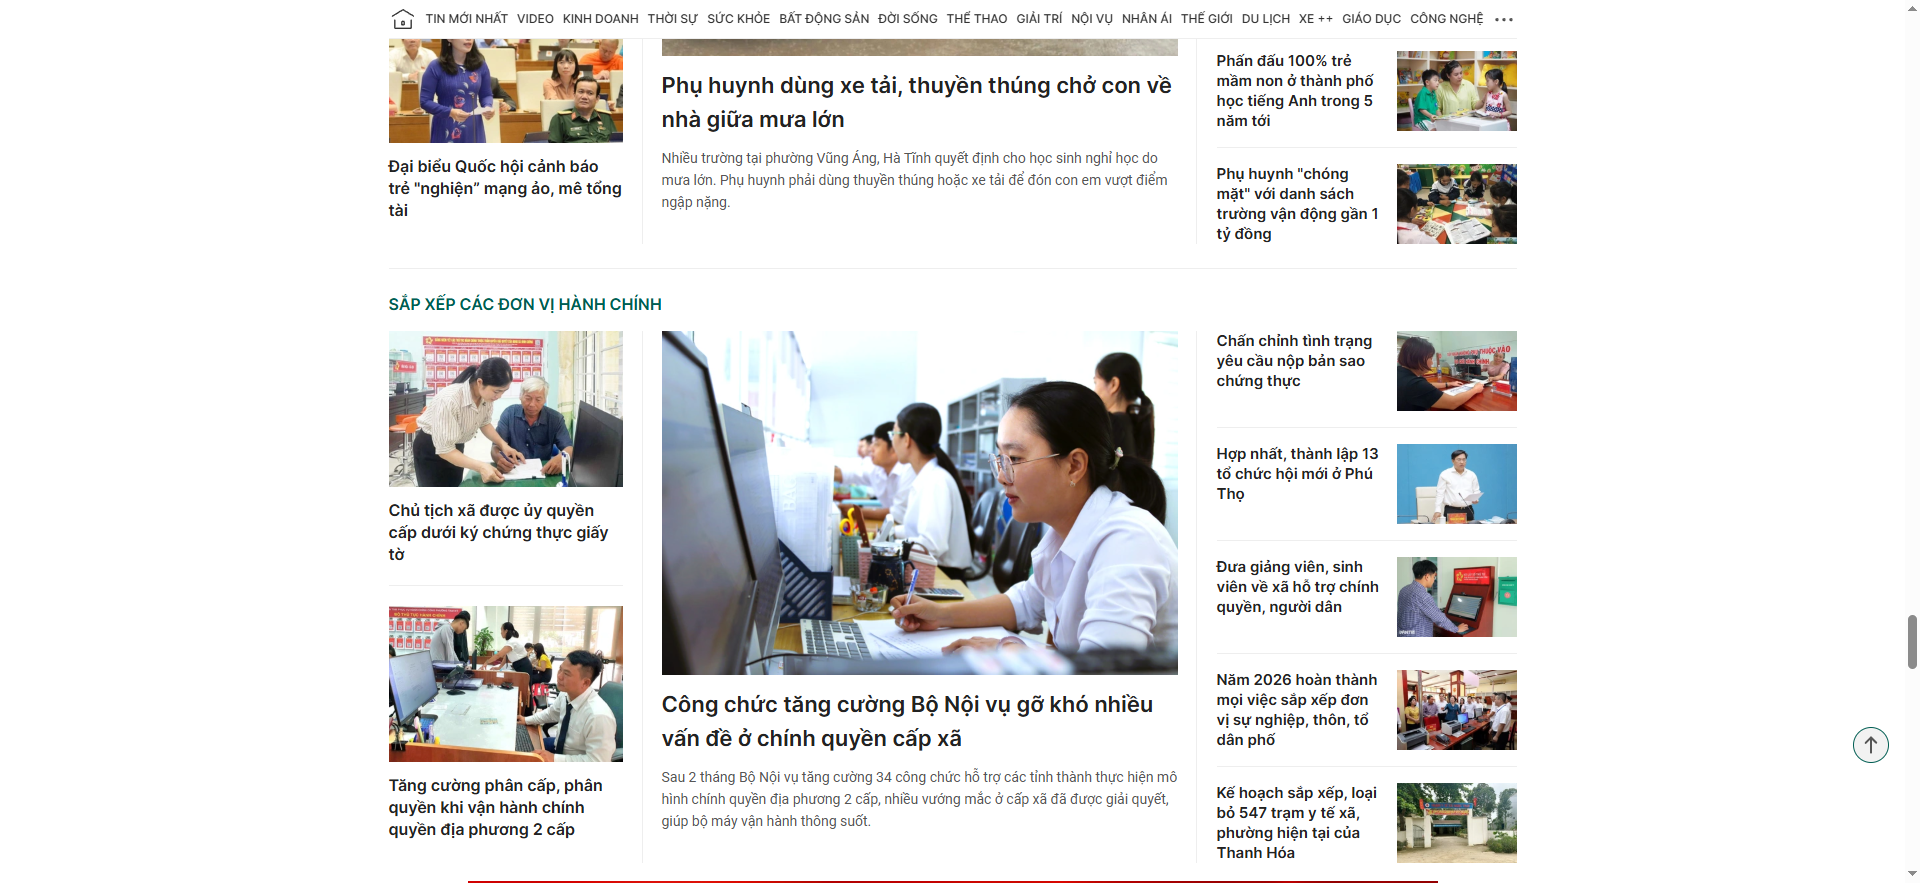 TIN MỚI NHẤT VIDEO KINH DOANH THỜI SỰ SỨC KHỎE BẤT ĐỘNG SẢN ĐỜI SỐNG THỂ THAO GIẢI TRÍ NỘI VỤ NHÂN ÁI THẾ GIỚI DU LỊCH XE ++ GIÁO DỤC CÔNG NGHỆ
Đại biểu Quốc hội cảnh báo
trẻ "nghiện” mạng ảo, mê tổng
tài
Phụ huynh dùng xe tải, thuyền thúng chở con về
nhà giữa mưa lớn
Nhiều trường tại phường Vũng Áng, Hà Tĩnh quyết định cho học sinh nghỉ học do
mưa lớn. Phụ huynh phải dùng thuyền thúng hoặc xe tải để đón con em vượt điểm
ngập nặng.
Phấn đấu 100% trẻ
mầm non ở thành phố
học tiếng Anh trong 5
năm tới
Phụ huynh "chóng
mặt" với danh sách
trường vận động gần 1
tỷ đồng
SẮP XẾP CÁC ĐƠN VỊ HÀNH CHÍNH
Chủ tịch xã được ủy quyền
cấp dưới ký chứng thực giấy
tờ
Tăng cường phân cấp, phân
quyền khi vận hành chính
quyền địa phương 2 cấp
Công chức tăng cường Bộ Nội vụ gỡ khó nhiều
vấn đề ở chính quyền cấp xã
Sau 2 tháng Bộ Nội vụ tăng cường 34 công chức hỗ trợ các tỉnh thành thực hiện mô
hình chính quyền địa phương 2 cấp, nhiều vướng mắc ở cấp xã đã được giải quyết,
giúp bộ máy vận hành thông suốt.
Chấn chỉnh tình trạng
yêu cầu nộp bản sao
chứng thực
Hợp nhất, thành lập 13
tổ chức hội mới ở Phú
Thọ
Đưa giảng viên, sinh
viên về xã hỗ trợ chính
quyền, người dân
Năm 2026 hoàn thành
mọi việc sắp xếp đơn
vị sự nghiệp, thôn, tổ
dân phố
Kế hoạch sắp xếp, loại
bỏ 547 trạm y tế xã,
phường hiện tại của
Thanh Hóa